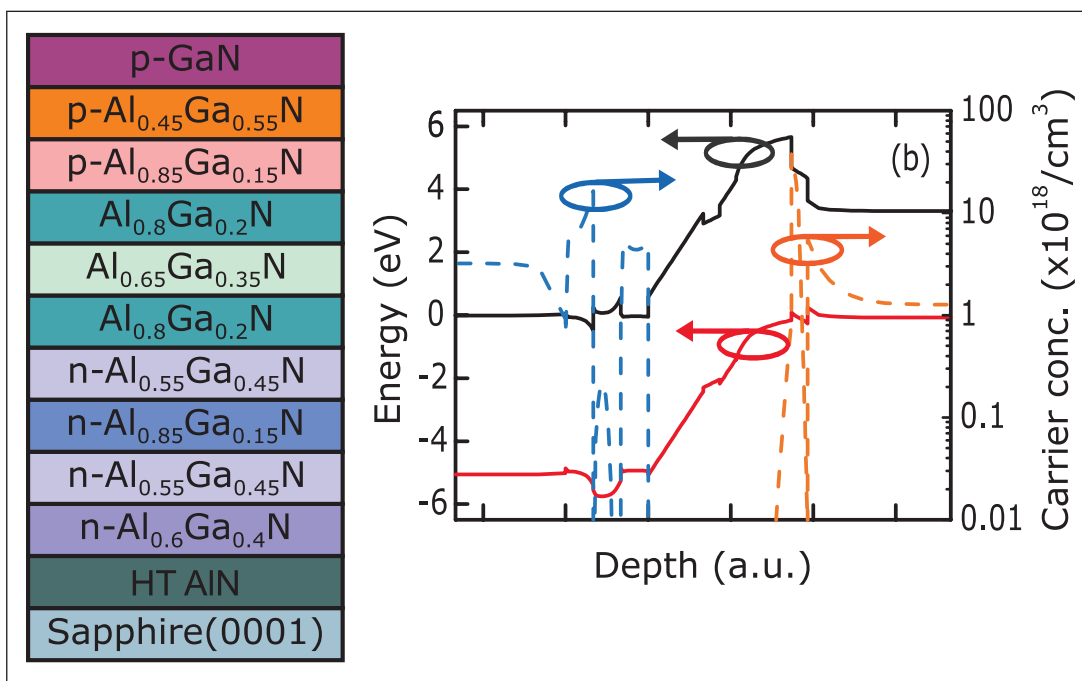 p-GaN
p-Al0.45Ga0.55N
p-Al0.85Ga0.15N
Al0.8Ga0.2N
Al0.65Ga0.35N
Al0.8Ga0.2N
n-Al0.55Ga0.45N
n-Al0.85Ga0.15N
n-Al0.55Ga0.45N
n-Al0.6Ga0.4N
HT AlN
Sapphire(0001)
Energy (eV)
6
4
2
0
-2
-4
-6
(b)
100
10
1
0.1
0.01
Carrier conc. (x10^18/cm^3)
Depth (a.u.)